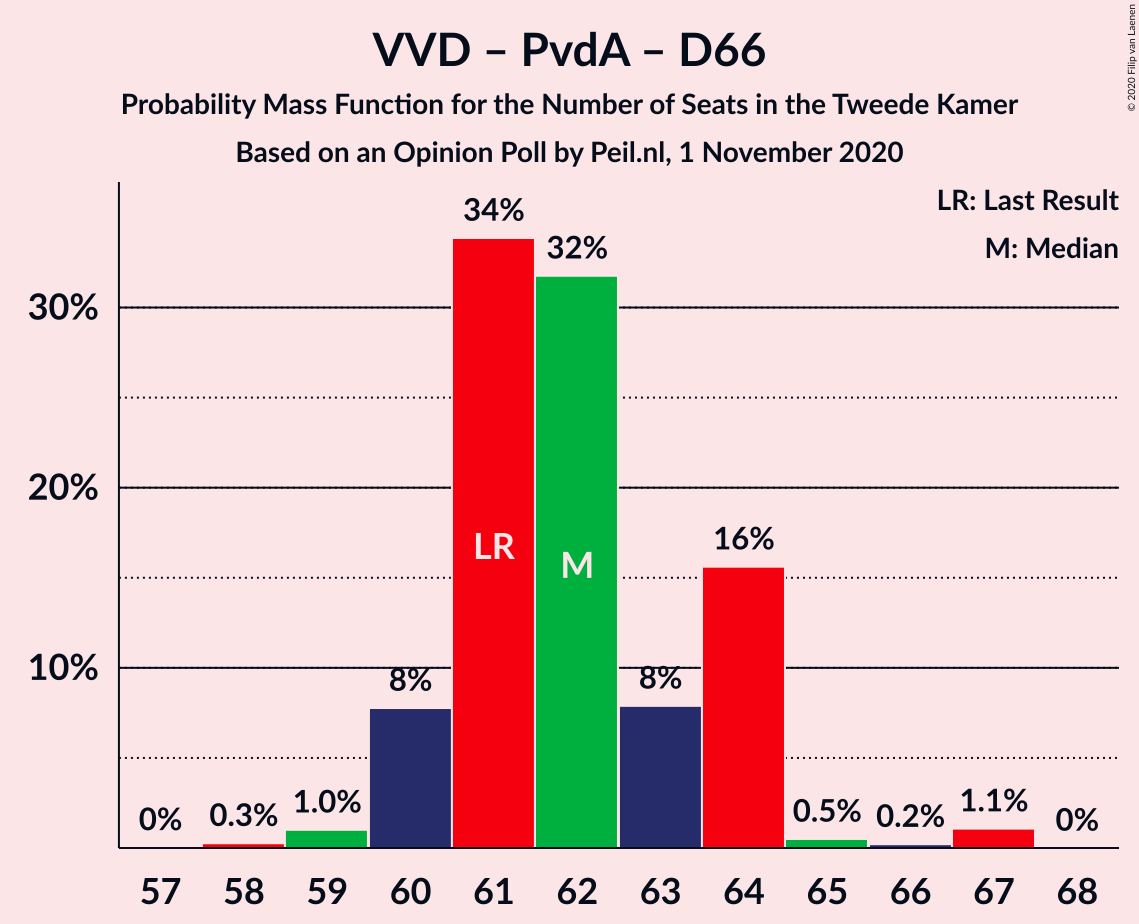 VVD – PvdA – D66
Probability Mass Function for the Number of Seats in the Tweede Kamer
Based on an Opinion Poll by Peil.nl, 1 November 2020
© 2020 Filip van Laenen
LR: Last Result
M: Median
30%
20%
10%
0%
0.3%
1.0%
8%
34%
32%
8%
16%
0.5%
0.2%
1.1%
0%
LR
M
57 58 59 60 61 62 63 64 65 66 67 68